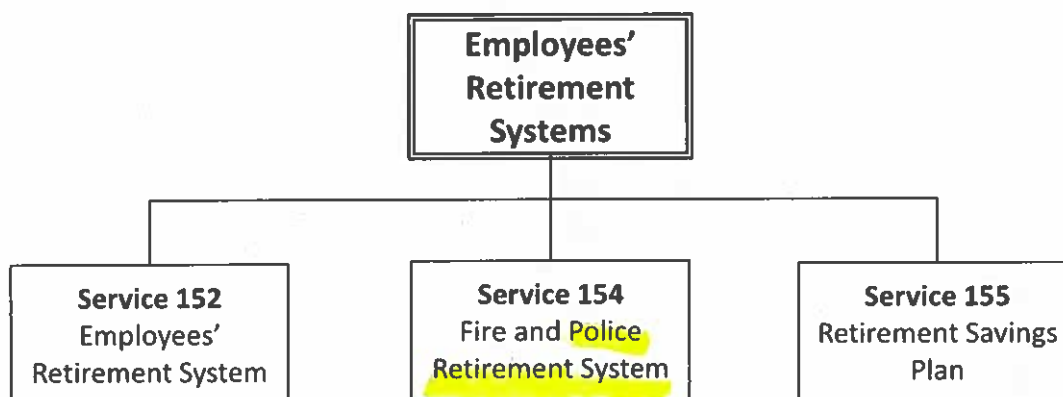 Employees'
Retirement
Systems
Service 152
Employees'
Retirement System
Service 154
Fire and Police
Retirement System
Service 155
Retirement Savings
Plan